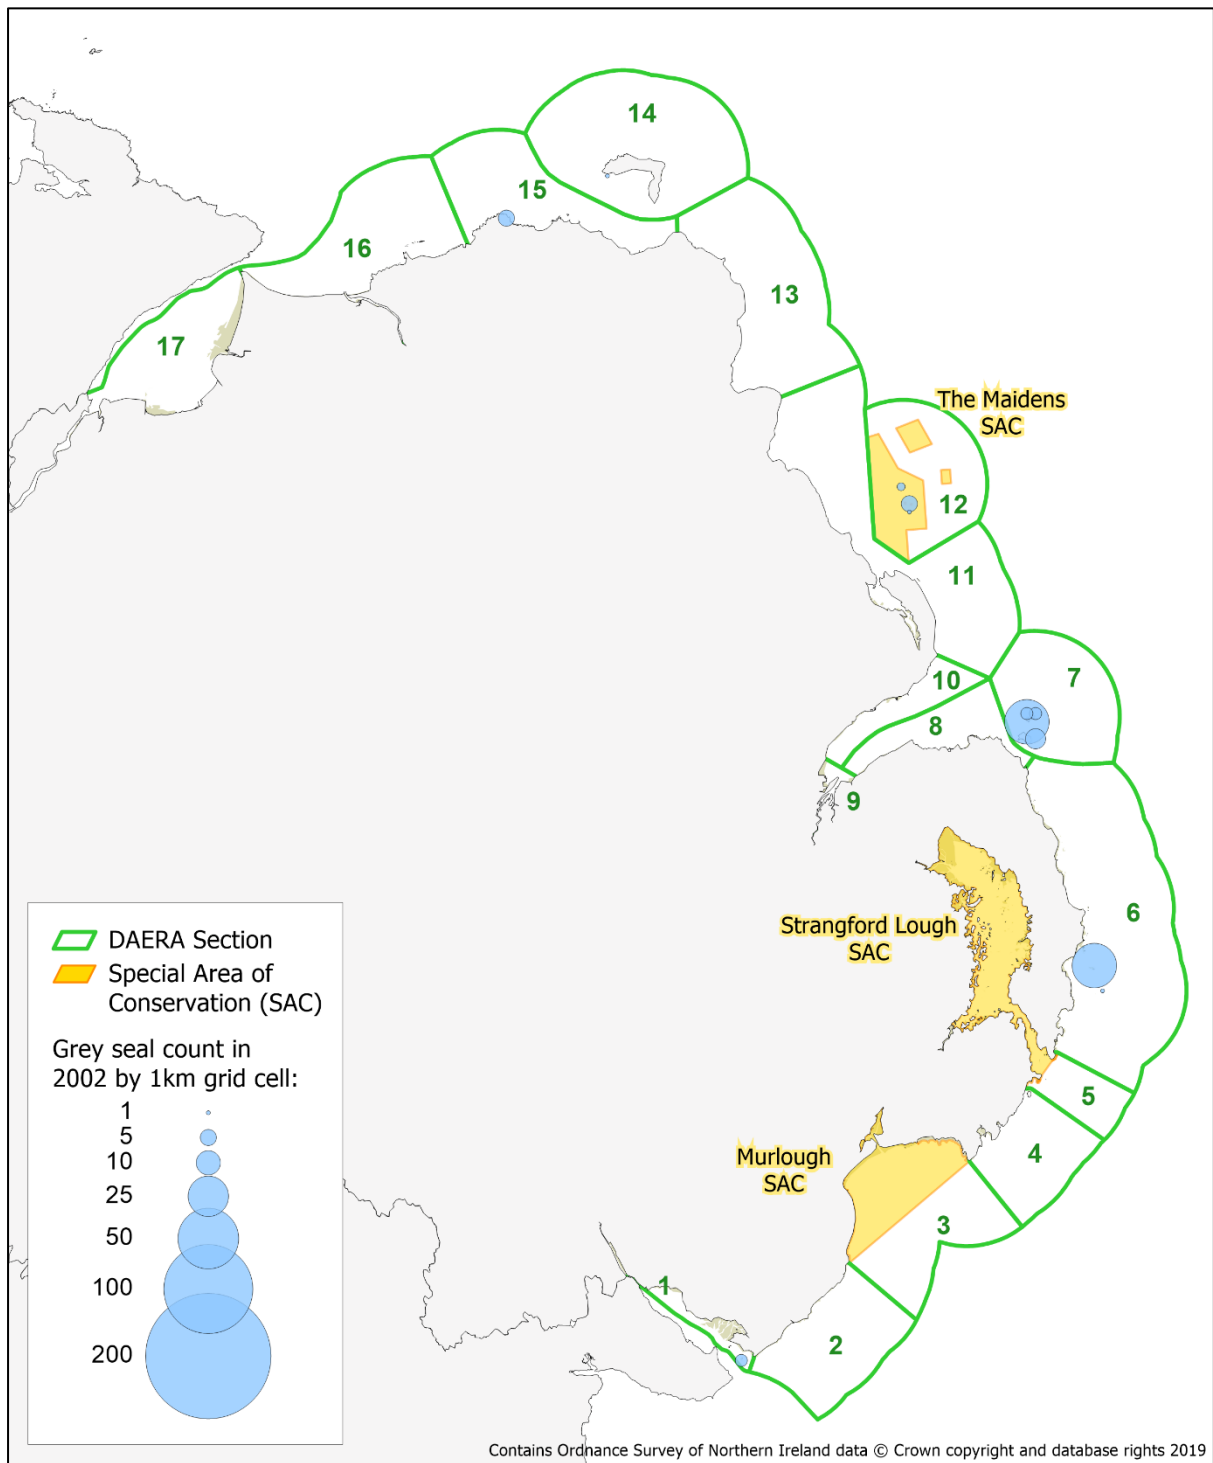 14
15
16
13
17
The Maidens
SAC
12
11
10
7
8
9
6
Strangford Lough
SAC
5
4
Murlough
SAC
3
1
2
DAERA Section
Special Area of
Conservation (SAC)
Grey seal count in
2002 by 1km grid cell:
1
5
10
25
50
100
200
Contains Ordnance Survey of Northern Ireland data © Crown copyright and database rights 2019